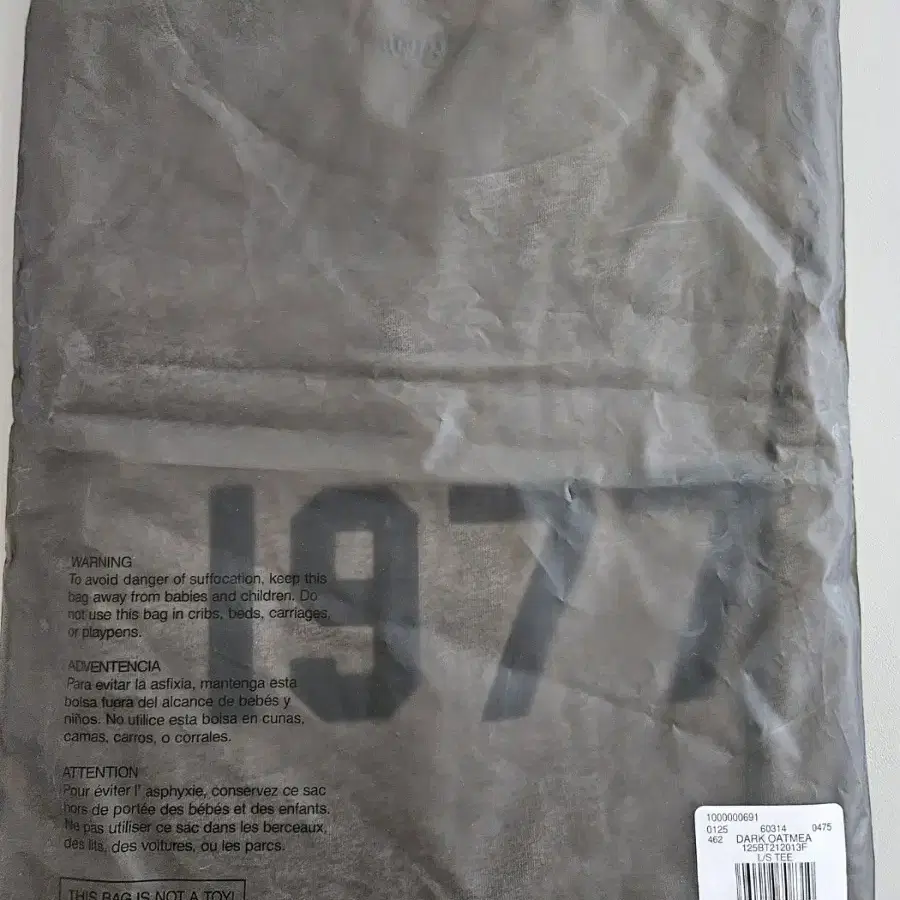 1977
WARNING
To avoid danger of suffocation, keep this
bag away from babies and children. Do
not use this bag in cribs, beds, carriages,
or playpens.
ADVENTENCIA
Para evitar la asfixia, mantenga esta
bolsa fuera del alcance de bebés y
niños. No utilice esta bolsa en cunas,
camas, carros, o corrales.
ATTENTION
Pour éviter l' asphyxie, conservez ce sac
hors de portée des bébés et des enfants.
Ne pas utiliser ce sac dans les berceaux,
des lits, des voitures, ou les parcs.
THIS BAG IS NOT A TOY!
1000000691
0125 60314 0475
462 DARK OATMEA
125BT212013F
L/S TEE